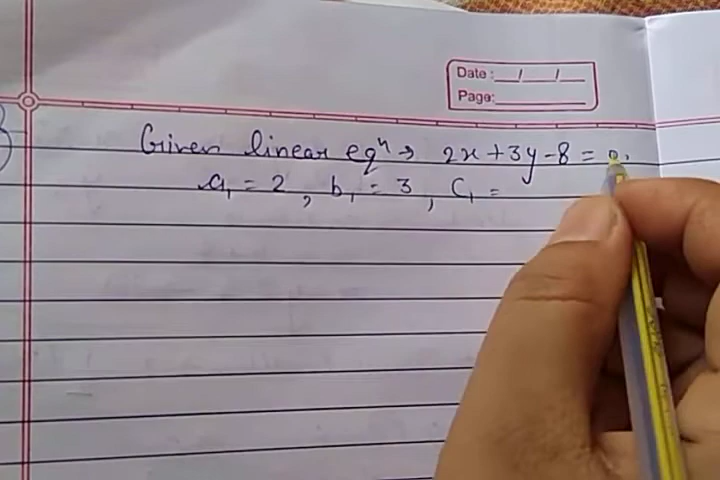 Date : / /
Page:
Given linear eqⁿ → 2x + 3y - 8 = 0.
a₁ = 2 , b₁ = 3 , C₁ =